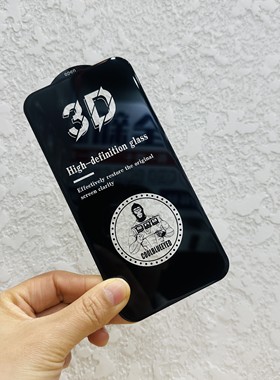 3D
High-definition glass
Effectively restore the original
screen clarity